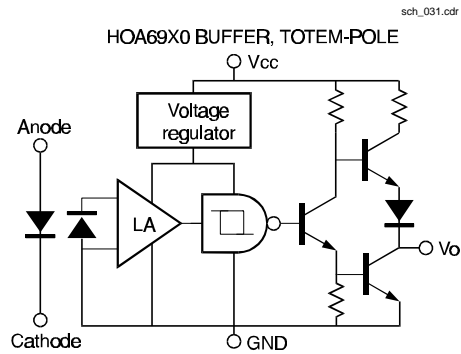 sch_031.cdr
HOA69X0 BUFFER, TOTEM-POLE
Vcc
Voltage
regulator
Anode
LA
Vo
Cathode
GND